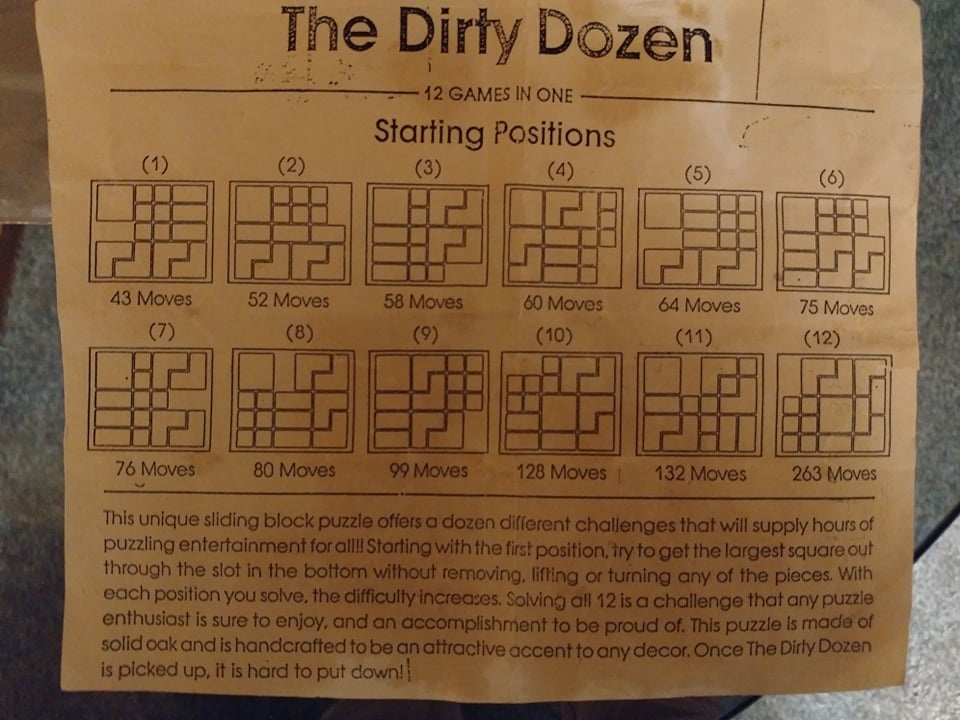 The Dirty Dozen
12 GAMES IN ONE
Starting Positions
(1) (2) (3) (4) (5) (6)
43 Moves 52 Moves 58 Moves 60 Moves 64 Moves 75 Moves
(7) (8) (9) (10) (11) (12)
76 Moves 80 Moves 99 Moves 128 Moves 132 Moves 263 Moves
This unique sliding block puzzle offers a dozen different challenges that will supply hours of
puzzling entertainment for all!! Starting with the first position, try to get the largest square out
through the slot in the bottom without removing, lifting or turning any of the pieces. With
each position you solve, the difficulty increases. Solving all 12 is a challenge that any puzzle
enthusiast is sure to enjoy, and an accomplishment to be proud of. This puzzle is made of
solid oak and is handcrafted to be an attractive accent to any decor. Once The Dirty Dozen
is picked up, it is hard to put down!!